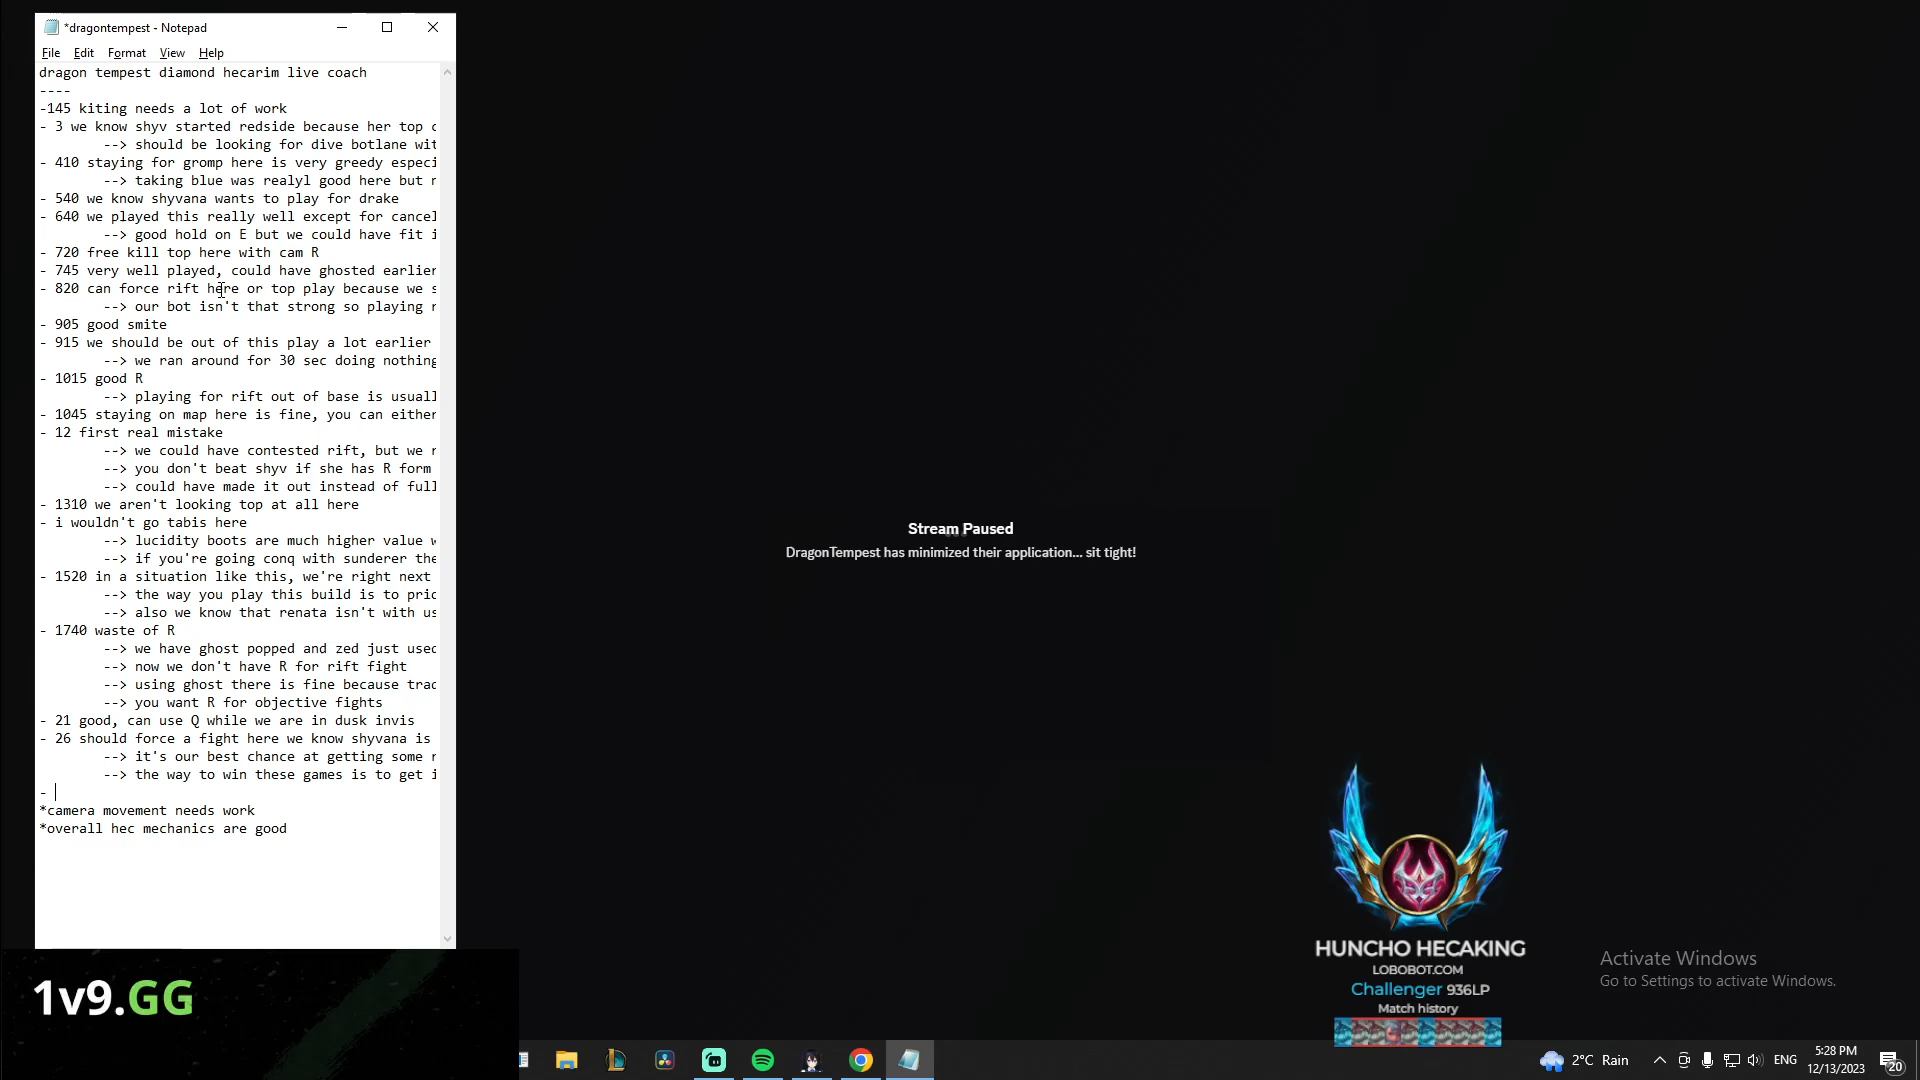 *dragontempest - Notepad
File Edit Format View Help
dragon tempest diamond hecarim live coach
----
-145 kiting needs a lot of work
- 3 we know shyv started redside because her top
--> should be looking for dive botlane
- 410 staying for gromp here is very greedy
--> taking blue was realyl good here but
- 540 we know shyvana wants to play for drake
- 640 we played this really well except for
--> good hold on E but we could have fit
- 720 free kill top here with cam R
- 745 very well played, could have ghosted earlier
- 820 can force rift here or top play because we
--> our bot isn't that strong so playing
- 905 good smite
- 915 we should be out of this play a lot earlier
--> we ran around for 30 sec doing nothing
- 1015 good R
--> playing for rift out of base is
- 1045 staying on map here is fine, you can either
- 12 first real mistake
--> we could have contested rift, but we
--> you don't beat shyv if she has R form
--> could have made it out instead of
- 1310 we aren't looking top at all here
- i wouldn't go tabis here
--> lucidity boots are much higher value
--> if you're going conq with sunderer
- 1520 in a situation like this, we're right next
--> the way you play this build is to
--> also we know that renata isn't with
- 1740 waste of R
--> we have ghost popped and zed just
--> now we don't have R for rift fight
--> using ghost there is fine because
--> you want R for objective fights
- 21 good, can use Q while we are in dusk invis
- 26 should force a fight here we know shyvana is
--> it's our best chance at getting some
--> the way to win these games is to get
-
*camera movement needs work
*overall hec mechanics are good
Stream Paused
DragonTempest has minimized their application... sit tight!
HUNCHO HECAKING
LOBOBOT.COM
Challenger 936LP
Match history
Activate Windows
Go to Settings to activate Windows.
1v9.GG
2°C Rain
ENG
5:28 PM
12/13/2023
20